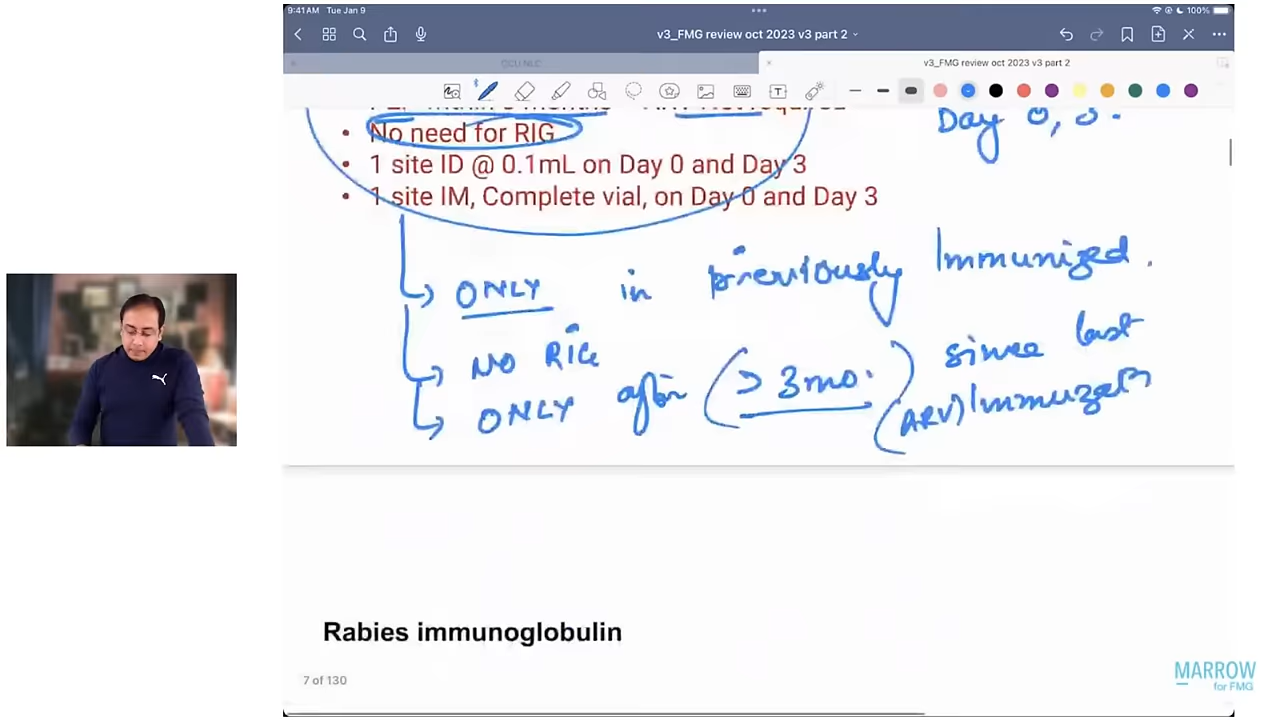 9:41 AM Tue Jan 9
100%
v3_FMG review oct 2023 v3 part 2
OCU NLC
v3_FMG review oct 2023 v3 part 2
Day 0, 3.
• No need for RIG
• 1 site ID @ 0.1mL on Day 0 and Day 3
• 1 site IM, Complete vial, on Day 0 and Day 3
ONLY in previously Immunized.
NO RIG
ONLY after (> 3mo.) since last
(ARV)
Rabies immunoglobulin
7 of 130
MARROW
for FMG